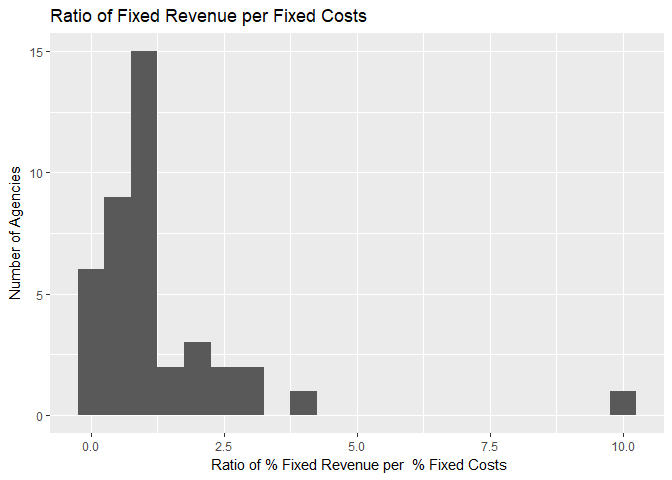 Ratio of Fixed Revenue per Fixed Costs
15
10
5
0
Number of Agencies
0.0 2.5 5.0 7.5 10.0
Ratio of % Fixed Revenue per  % Fixed Costs